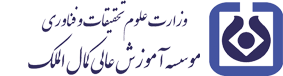 وزارت علوم تحقیقات و فناوری
موسسه آموزش عالی کمال الملک